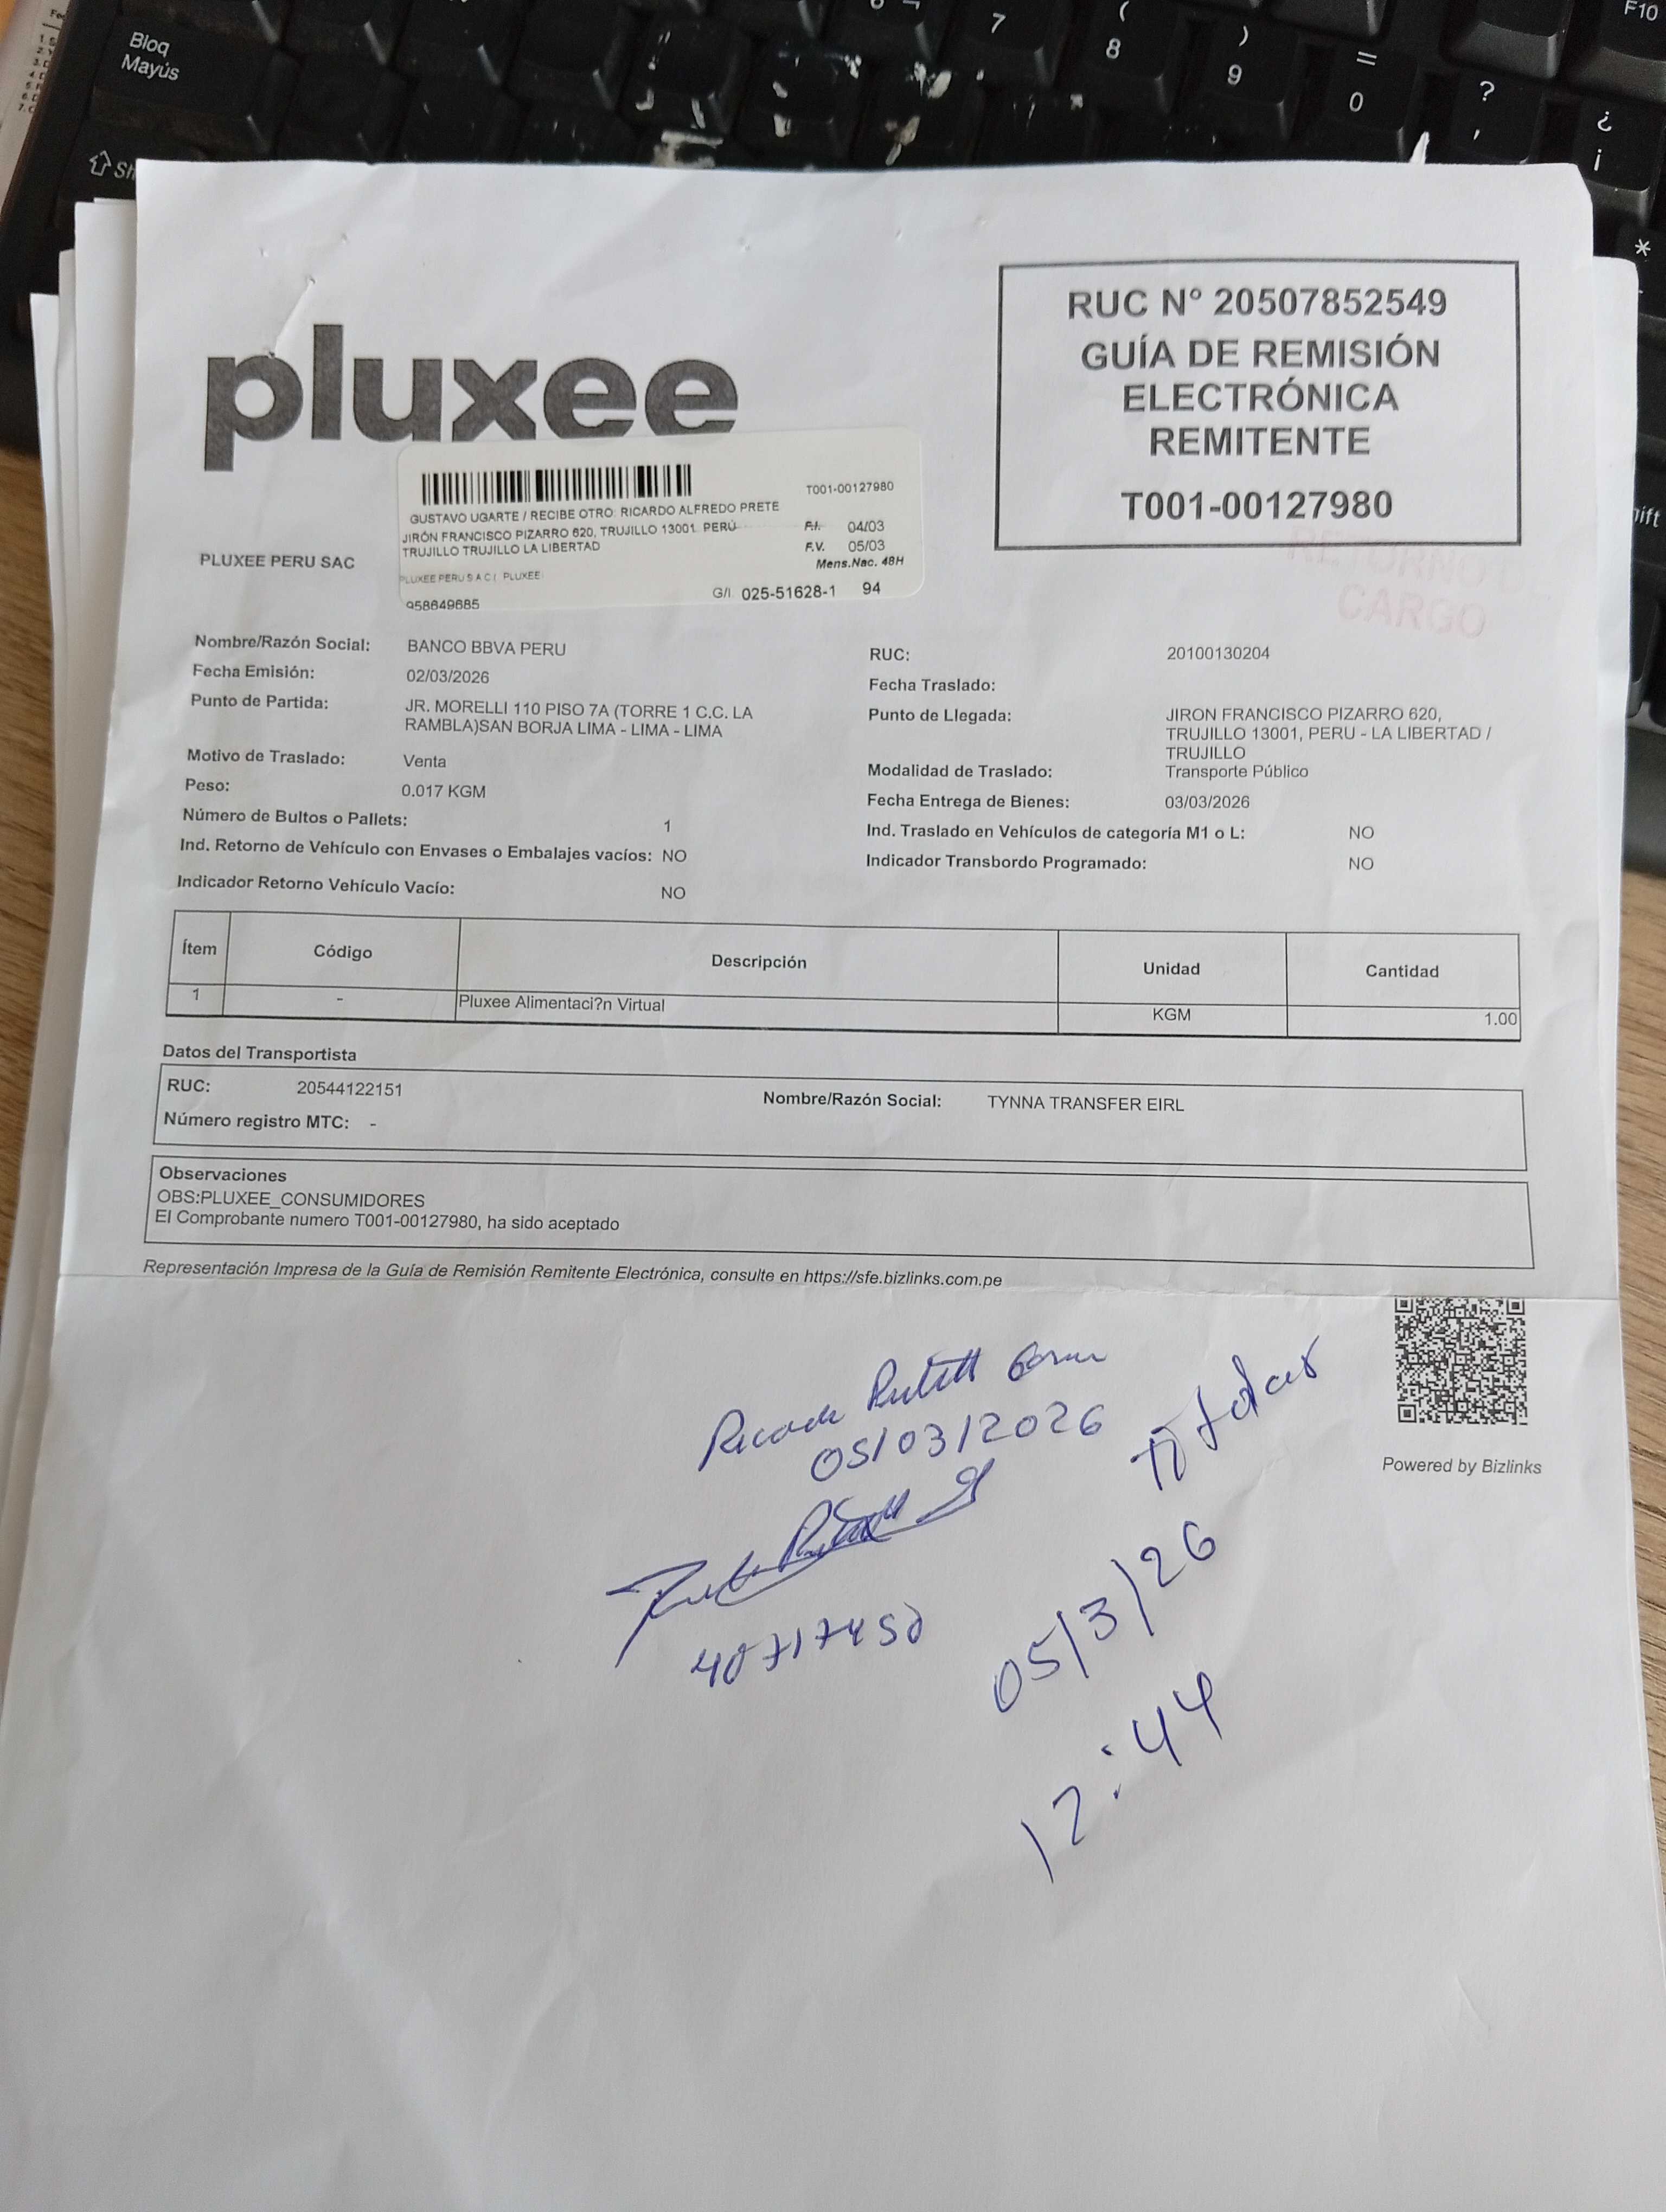 Bloq
Mayús
7
(
8
)
9
=
0
?
'
¿
¡
F10
*
RUC N° 20507852549
GUÍA DE REMISIÓN
ELECTRÓNICA
REMITENTE
T001-00127980
pluxee
T001-00127980
GUSTAVO UGARTE / RECIBE OTRO: RICARDO ALFREDO PRETE
JIRÓN FRANCISCO PIZARRO 620, TRUJILLO 13001. PERÚ
F.I. 04/03
TRUJILLO TRUJILLO LA LIBERTAD
F.V. 05/03
Mens.Nac. 48H
PLUXEE PERU S A C ( PLUXEE
G/I 025-51628-1 94
958649685
PLUXEE PERU SAC
RETORNO
CARGO
Nombre/Razón Social: BANCO BBVA PERU
RUC: 20100130204
Fecha Emisión: 02/03/2026
Fecha Traslado:
Punto de Partida: JR. MORELLI 110 PISO 7A (TORRE 1 C.C. LA
RAMBLA)SAN BORJA LIMA - LIMA - LIMA
Punto de Llegada: JIRON FRANCISCO PIZARRO 620,
TRUJILLO 13001, PERU - LA LIBERTAD /
TRUJILLO
Motivo de Traslado: Venta
Modalidad de Traslado: Transporte Público
Peso: 0.017 KGM
Fecha Entrega de Bienes: 03/03/2026
Número de Bultos o Pallets: 1
Ind. Traslado en Vehículos de categoría M1 o L: NO
Ind. Retorno de Vehículo con Envases o Embalajes vacíos: NO
Indicador Transbordo Programado: NO
Indicador Retorno Vehículo Vacío: NO
Ítem Código Descripción Unidad Cantidad
1 - Pluxee Alimentaci?n Virtual KGM 1.00
Datos del Transportista
RUC: 20544122151
Nombre/Razón Social: TYNNA TRANSFER EIRL
Número registro MTC: -
Observaciones
OBS:PLUXEE_CONSUMIDORES
El Comprobante numero T001-00127980, ha sido aceptado
Representación Impresa de la Guía de Remisión Remitente Electrónica, consulte en https://sfe.bizlinks.com.pe
Powered by Bizlinks
05/03/2026
05/3/26
12:44